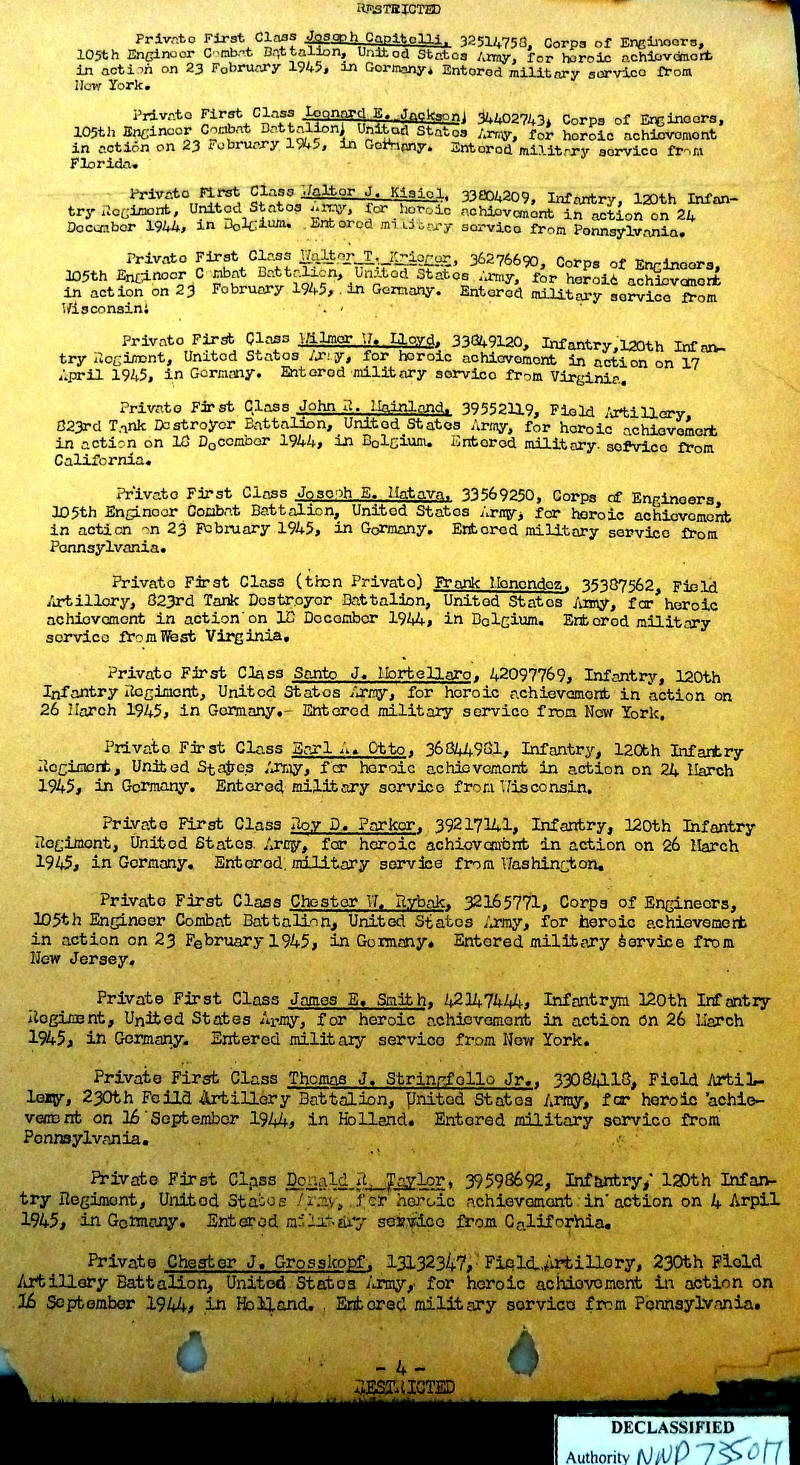 RESTRICTED
Private First Class Joseph Capitelli, 32514758, Corps of Engineers,
105th Engineer Combat Battalion, United States Army, for heroic achievement
in action on 23 February 1945, in Germany. Entered military service from
New York.
Private First Class Leonard E. Jackson, 34402743, Corps of Engineers,
105th Engineer Combat Battalion, United States Army, for heroic achievement
in action on 23 February 1945, in Germany. Entered military service from
Florida.
Private First Class Walter J. Kisiel, 33804209, Infantry, 120th Infan-
try Regiment, United States Army, for heroic achievement in action on 24
December 1944, in Belgium. Entered military service from Pennsylvania.
Private First Class Walter T. Krieger, 36276690, Corps of Engineers,
105th Engineer Combat Battalion, United States Army, for heroic achievement
in action on 23 February 1945, in Germany. Entered military service from
Wisconsin.
Private First Class Wilmer W. Lloyd, 33849120, Infantry, 120th Infan-
try Regiment, United States Army, for heroic achievement in action on 17
April 1945, in Germany. Entered military service from Virginia.
Private First Class John R. Mainland, 39552119, Field Artillery,
823rd Tank Destroyer Battalion, United States Army, for heroic achievement
in action on 18 December 1944, in Belgium. Entered military service from
California.
Private First Class Joseph E. Matava, 33569250, Corps of Engineers,
105th Engineer Combat Battalion, United States Army, for heroic achievement
in action on 23 February 1945, in Germany. Entered military service from
Pennsylvania.
Private First Class (then Private) Frank Menendez, 35387562, Field
Artillery, 823rd Tank Destroyer Battalion, United States Army, for heroic
achievement in action on 18 December 1944, in Belgium. Entered military
service from West Virginia.
Private First Class Santo J. Mortellaro, 42097769, Infantry, 120th
Infantry Regiment, United States Army, for heroic achievement in action on
26 March 1945, in Germany. Entered military service from New York.
Private First Class Earl A. Otto, 36844981, Infantry, 120th Infantry
Regiment, United States Army, for heroic achievement in action on 24 March
1945, in Germany. Entered military service from Wisconsin.
Private First Class Roy D. Parker, 39217141, Infantry, 120th Infantry
Regiment, United States Army, for heroic achievement in action on 26 March
1945, in Germany. Entered military service from Washington.
Private First Class Chester W. Rybak, 32165771, Corps of Engineers,
105th Engineer Combat Battalion, United States Army, for heroic achievement
in action on 23 February 1945, in Germany. Entered military service from
New Jersey.
Private First Class James E. Smith, 42147444, Infantrym 120th Infantry
Regiment, United States Army, for heroic achievement in action on 26 March
1945, in Germany. Entered military service from New York.
Private First Class Thomas J. Stringfello Jr., 33084118, Field Artil-
lery, 230th Feild Artillery Battalion, United States Army, for heroic achie-
vement on 16 September 1944, in Holland. Entered military service from
Pennsylvania.
Private First Class Donald R. Taylor, 39598692, Infantry, 120th Infan-
try Regiment, United States Army, for heroic achievement in action on 4 Arpil
1945, in Germany. Entered military service from California.
Private Chester J. Grosskopf, 13132347, Field Artillery, 230th Field
Artillery Battalion, United States Army, for heroic achievement in action on
16 September 1944, in Holland. Entered military service from Pennsylvania.
- 4 -
RESTRICTED
DECLASSIFIED
Authority NND 735017